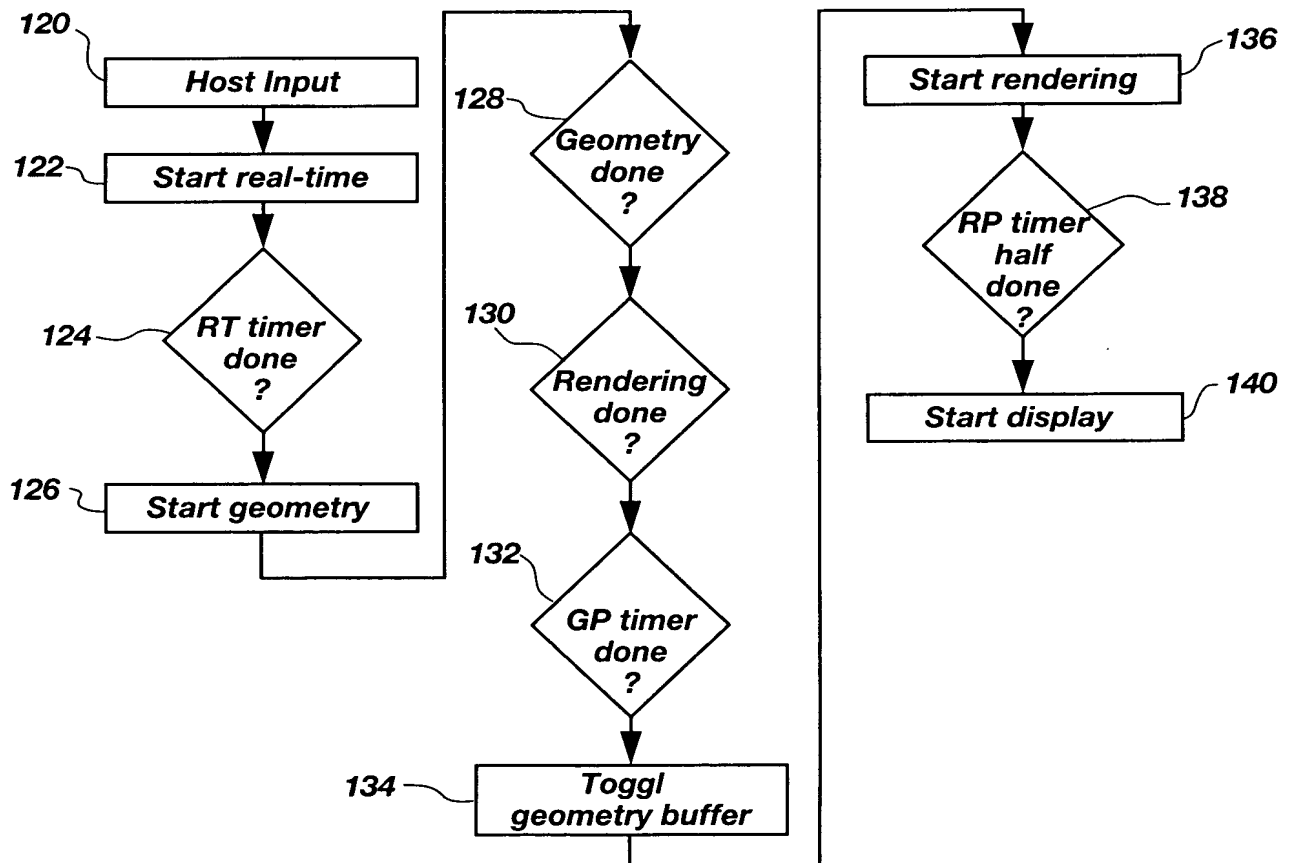 120
Host Input
122
Start real-time
124
RT timer
done
?
126
Start geometry
128
Geometry
done
?
130
Rendering
done
?
132
GP timer
done
?
134
Toggl
geometry buffer
136
Start rendering
138
RP timer
half
done
?
140
Start display